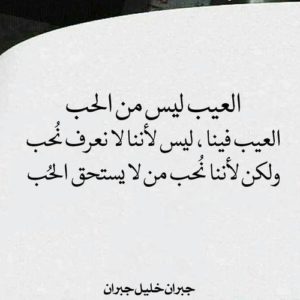 العيب ليس من الحب
العيب فينا ، ليس لأننا لا نعرف نُحب
ولكن لأننا نُحب من لا يستحق الحُب
جبران خليل جبران